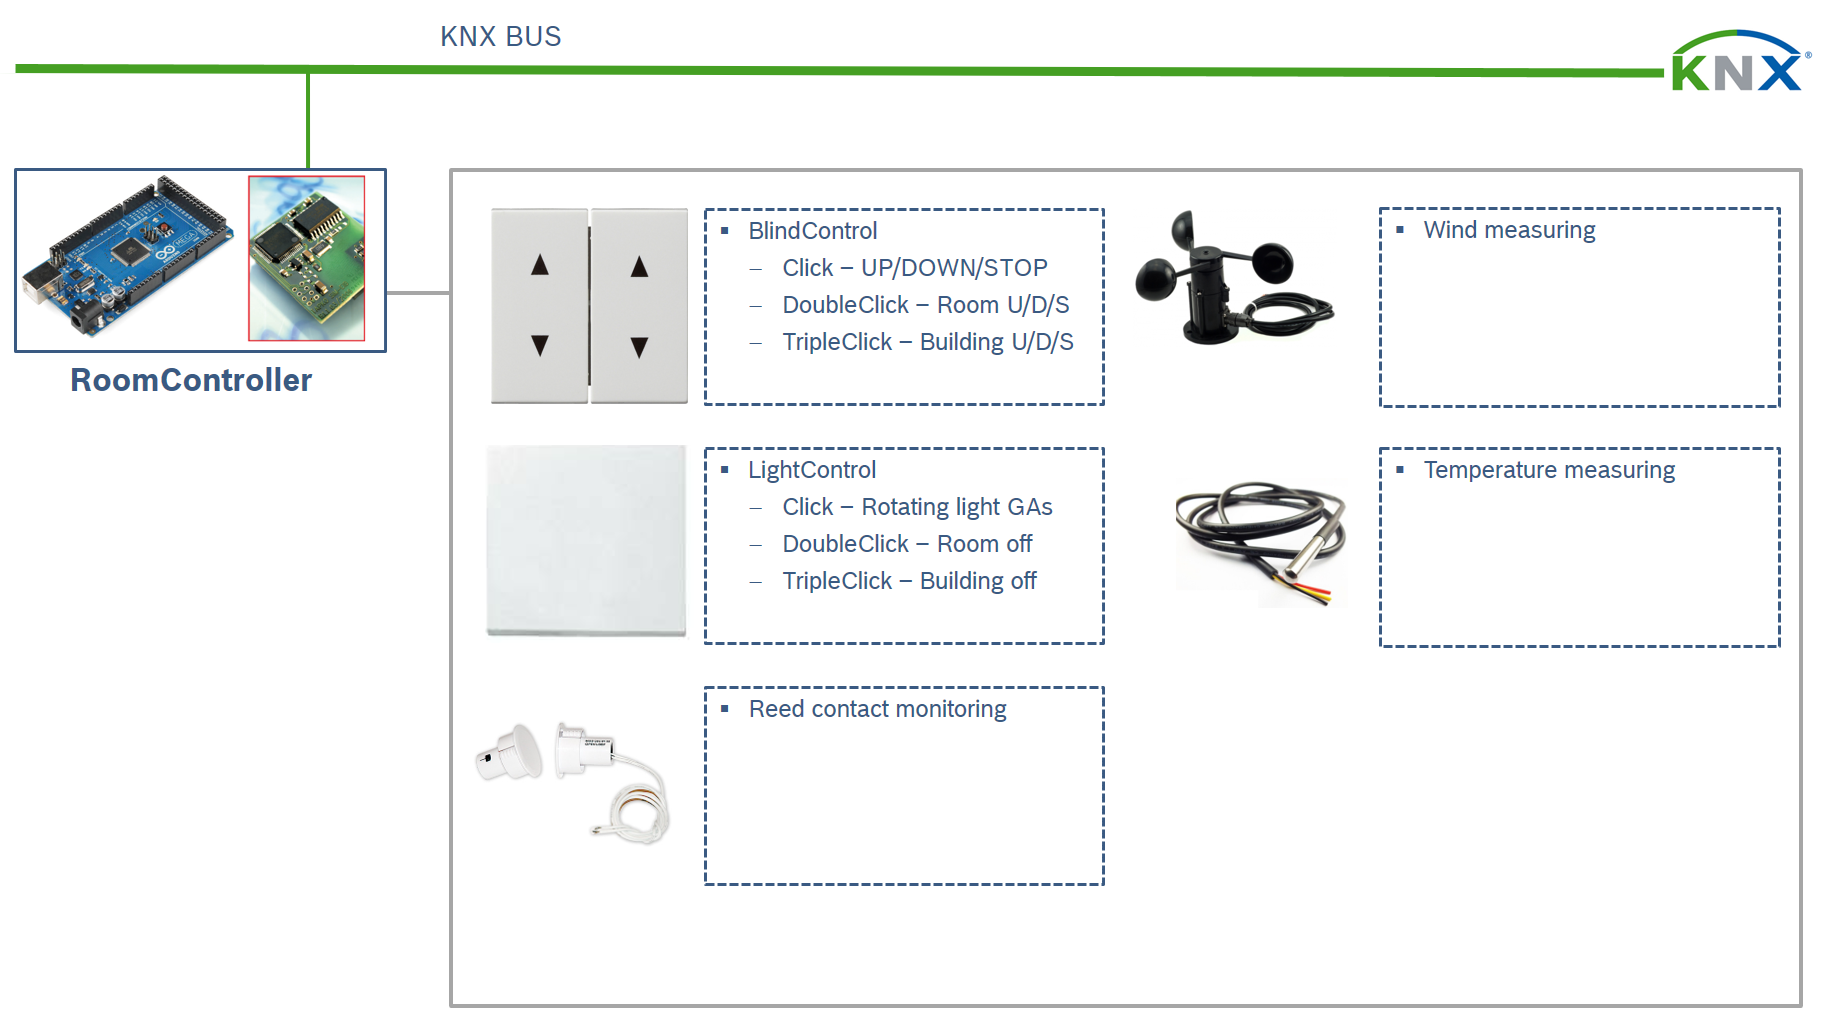 KNX BUS
KNX®
RoomController
▪ BlindControl
– Click – UP/DOWN/STOP
– DoubleClick – Room U/D/S
– TripleClick – Building U/D/S
▪ LightControl
– Click – Rotating light GAs
– DoubleClick – Room off
– TripleClick – Building off
▪ Reed contact monitoring
▪ Wind measuring
▪ Temperature measuring